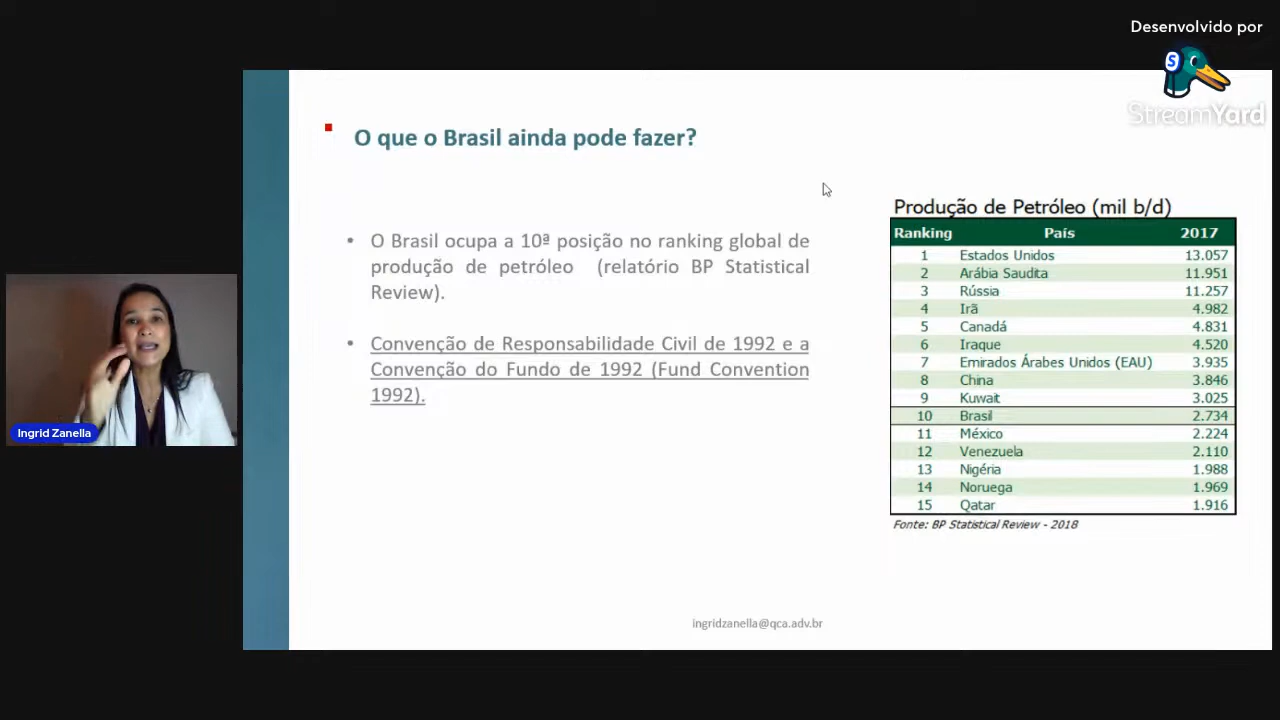 Desenvolvido por
StreamYard
O que o Brasil ainda pode fazer?
• O Brasil ocupa a 10ª posição no ranking global de
produção de petróleo (relatório BP Statistical
Review).
• Convenção de Responsabilidade Civil de 1992 e a
Convenção do Fundo de 1992 (Fund Convention
1992).
Produção de Petróleo (mil b/d)
Ranking País 2017
1 Estados Unidos 13.057
2 Arábia Saudita 11.951
3 Rússia 11.257
4 Irã 4.982
5 Canadá 4.831
6 Iraque 4.520
7 Emirados Árabes Unidos (EAU) 3.935
8 China 3.846
9 Kuwait 3.025
10 Brasil 2.734
11 México 2.224
12 Venezuela 2.110
13 Nigéria 1.988
14 Noruega 1.969
15 Qatar 1.916
Fonte: BP Statistical Review - 2018
Ingrid Zanella
ingridzanella@qca.adv.br